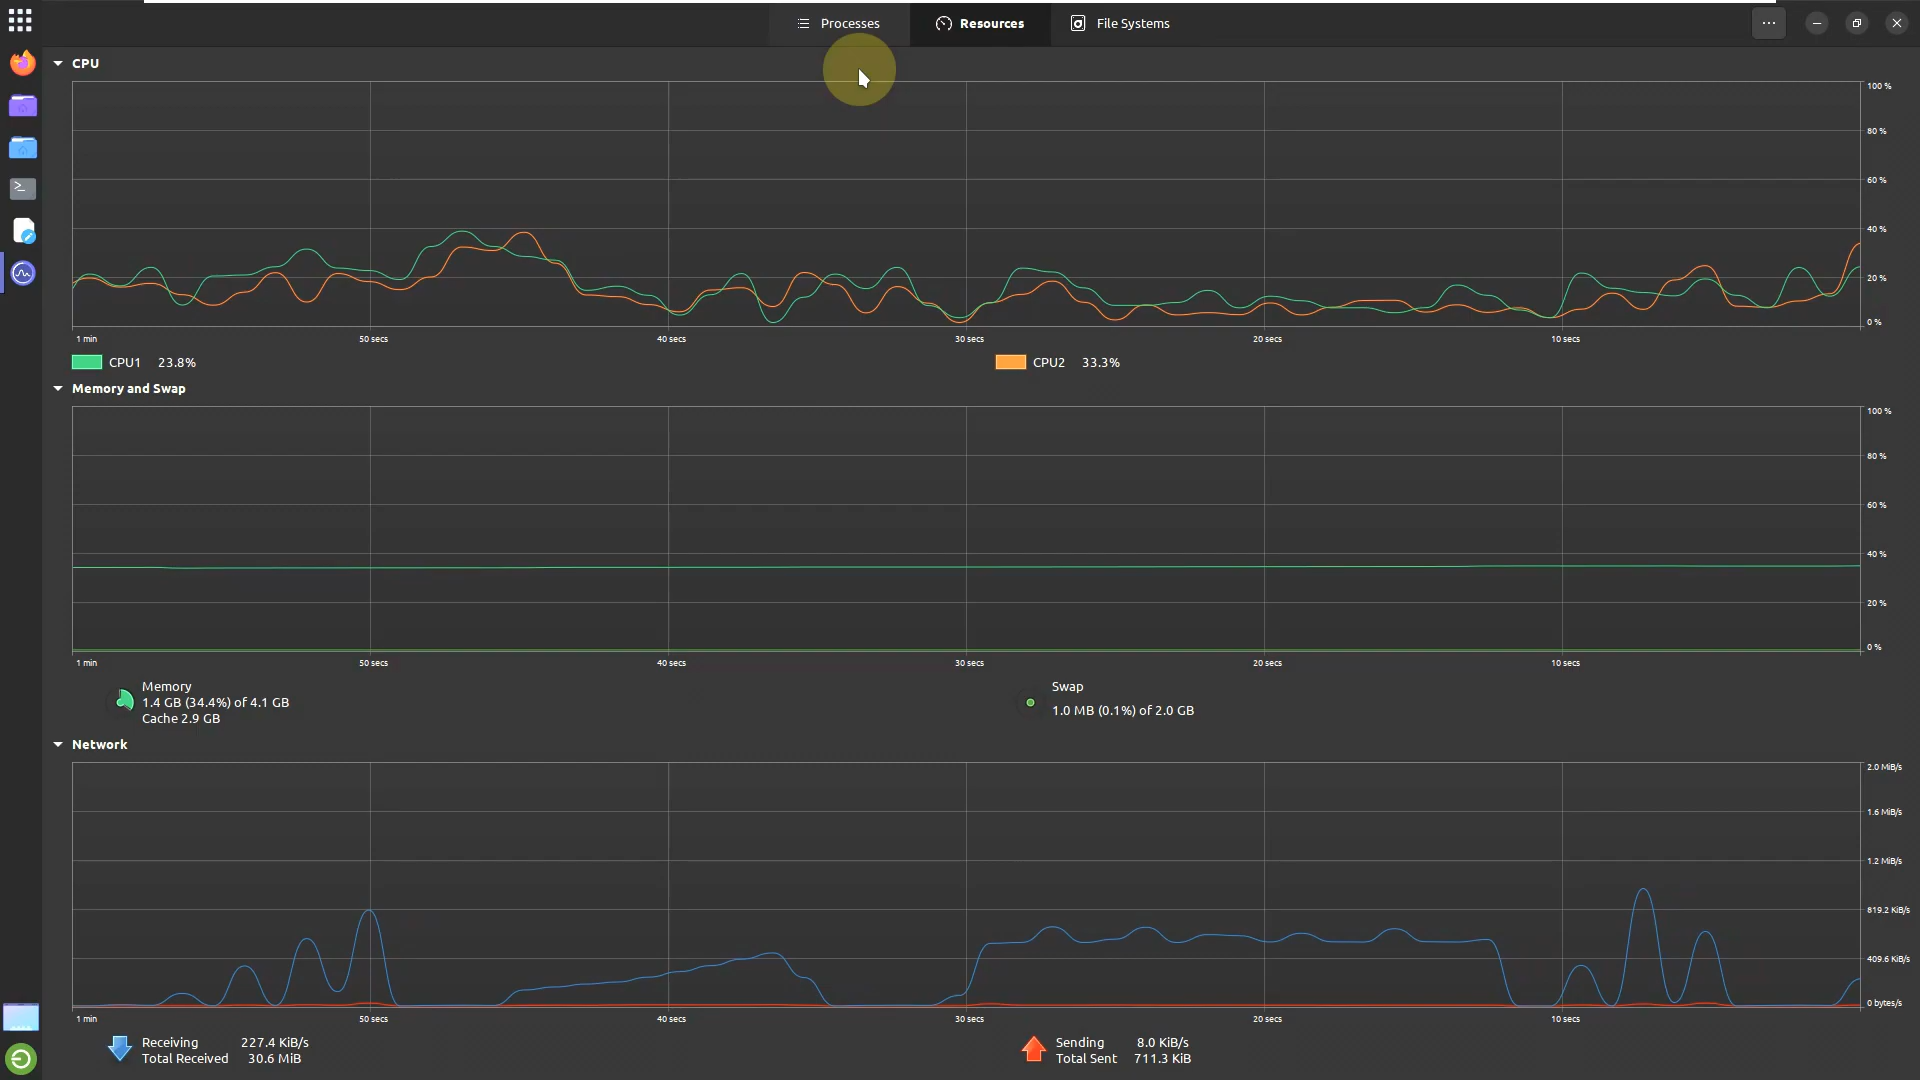 Processes
Resources
File Systems
CPU
100 %
80 %
60 %
40 %
20 %
0 %
1 min
50 secs
40 secs
30 secs
20 secs
10 secs
CPU1 23.8%
CPU2 33.3%
Memory and Swap
100 %
80 %
60 %
40 %
20 %
0 %
1 min
50 secs
40 secs
30 secs
20 secs
10 secs
Memory
1.4 GB (34.4%) of 4.1 GB
Cache 2.9 GB
Swap
1.0 MB (0.1%) of 2.0 GB
Network
2.0 MiB/s
1.6 MiB/s
1.2 MiB/s
819.2 KiB/s
409.6 KiB/s
0 bytes/s
1 min
50 secs
40 secs
30 secs
20 secs
10 secs
Receiving 227.4 KiB/s
Total Received 30.6 MiB
Sending 8.0 KiB/s
Total Sent 711.3 KiB